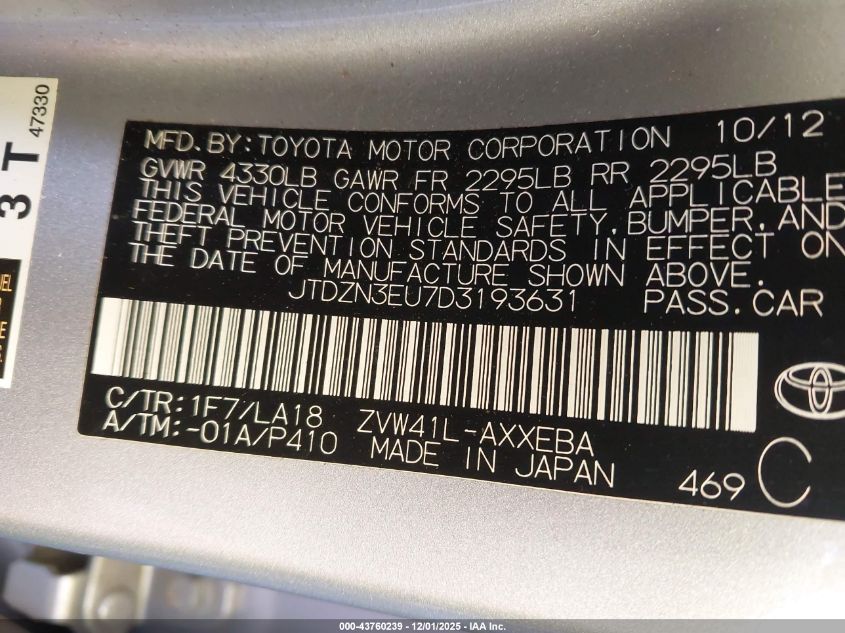 3 T 47330
MFD. BY: TOYOTA MOTOR CORPORATION 10/12
GVWR 4330LB GAWR FR 2295LB RR 2295LB
THIS VEHICLE CONFORMS TO ALL APPLICABLE
FEDERAL MOTOR VEHICLE SAFETY, BUMPER, AND
THEFT PREVENTION STANDARDS IN EFFECT ON
THE DATE OF MANUFACTURE SHOWN ABOVE.
JTDZN3EU7D3193631 PASS.CAR
C/TR: 1F7/LA18 ZVW41L-AXXEBA
A/TM: -01A/P410 MADE IN JAPAN
469 C
000-43760239 - 12/01/2025 - IAA Inc.